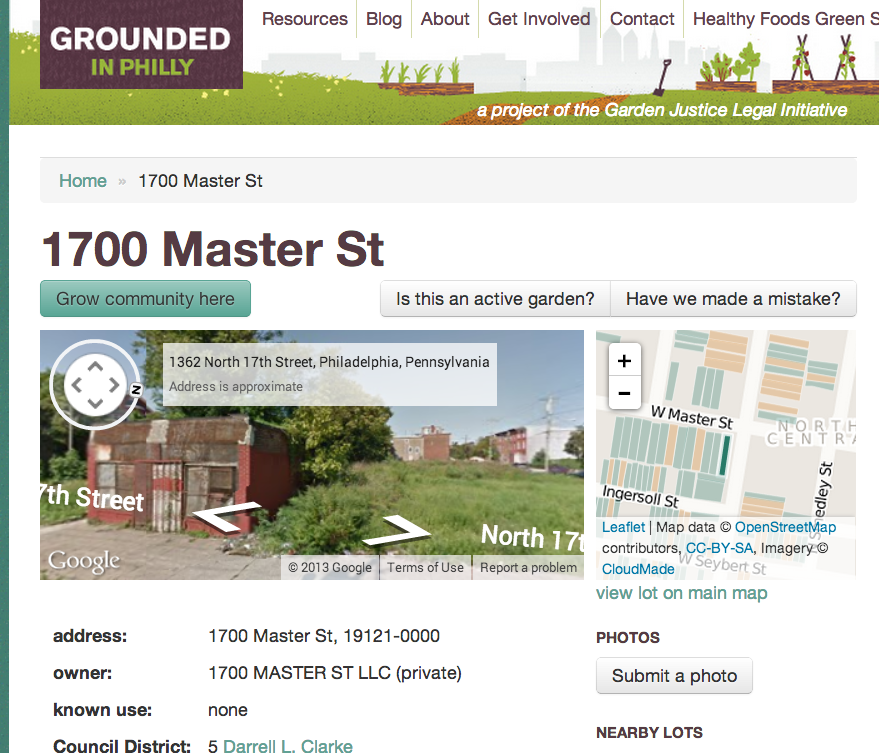 GROUNDED
IN PHILLY
Resources Blog About Get Involved Contact Healthy Foods Green S
a project of the Garden Justice Legal Initiative
Home » 1700 Master St
1700 Master St
Grow community here Is this an active garden? Have we made a mistake?
N
1362 North 17th Street, Philadelphia, Pennsylvania
Address is approximate
7th Street
North 17t
Google
© 2013 Google Terms of Use Report a problem
+
−
W Master St
NORTH
CENTRA
Ingersoll St
Smedley St
W Seybert St
Leaflet | Map data © OpenStreetMap
contributors, CC-BY-SA, Imagery ©
CloudMade
view lot on main map
address: 1700 Master St, 19121-0000
owner: 1700 MASTER ST LLC (private)
known use: none
Council District: 5 Darrell L. Clarke
PHOTOS
Submit a photo
NEARBY LOTS